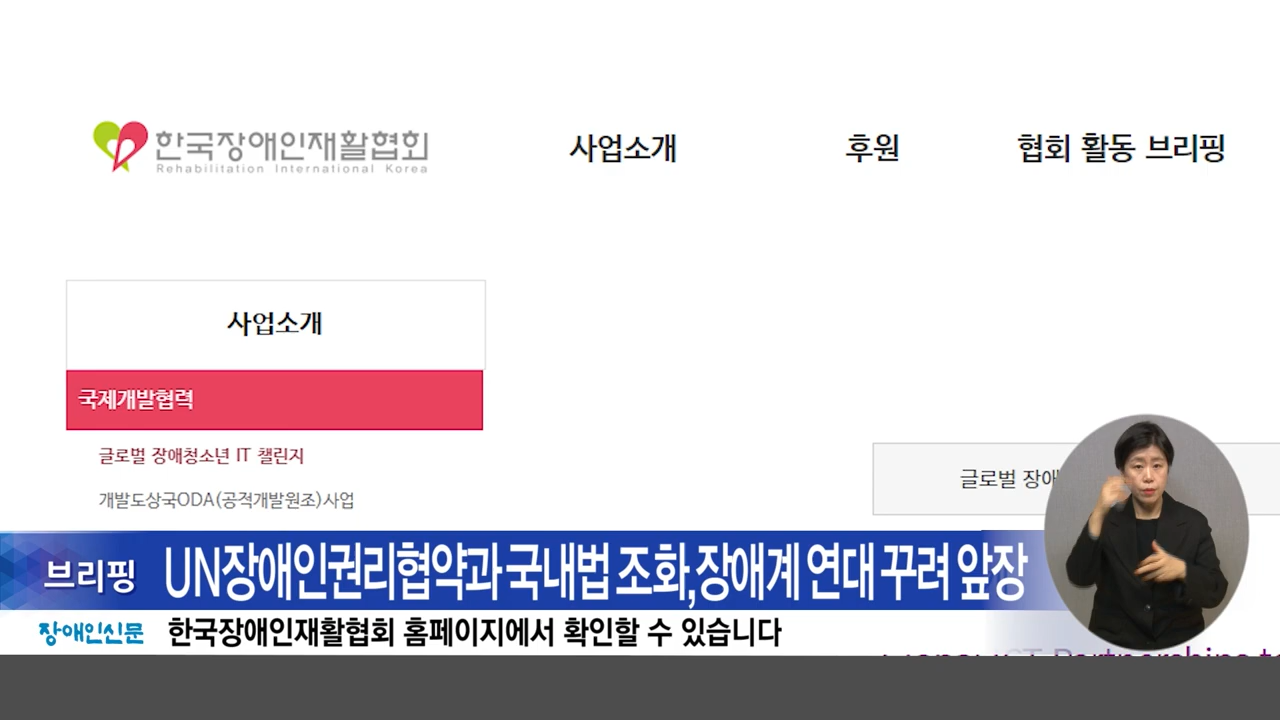 한국장애인재활협회
Rehabilitation International Korea
사업소개
후원
협회 활동 브리핑
사업소개
국제개발협력
글로벌 장애청소년 IT 챌린지
개발도상국ODA(공적개발원조)사업
글로벌 장애
브리핑
UN장애인권리협약과 국내법 조화,장애계 연대 꾸려 앞장
장애인신문
한국장애인재활협회 홈페이지에서 확인할 수 있습니다